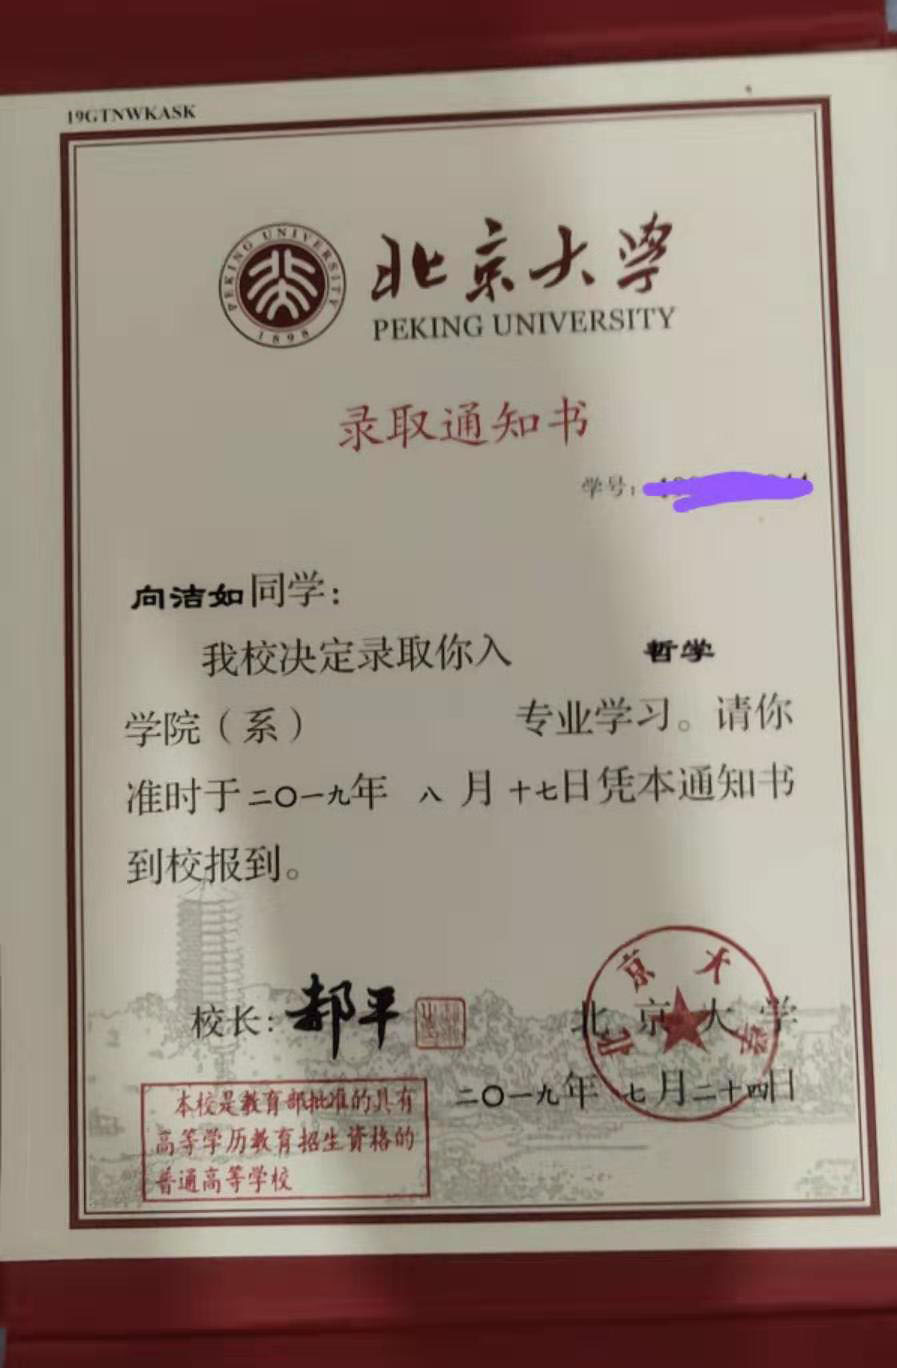 19GTNWKASK
PEKING UNIVERSITY
1898
北京大学
PEKING UNIVERSITY
录取通知书
学号:
向洁如同学:
我校决定录取你入 哲学
学院(系) 专业学习。请你
准时于二〇一九年 八 月 十七日凭本通知书
到校报到。
校长: 郝平
北京大学
北京大学
二〇一九年 七月二十四日
本校是教育部批准的具有
高等学历教育招生资格的
普通高等学校